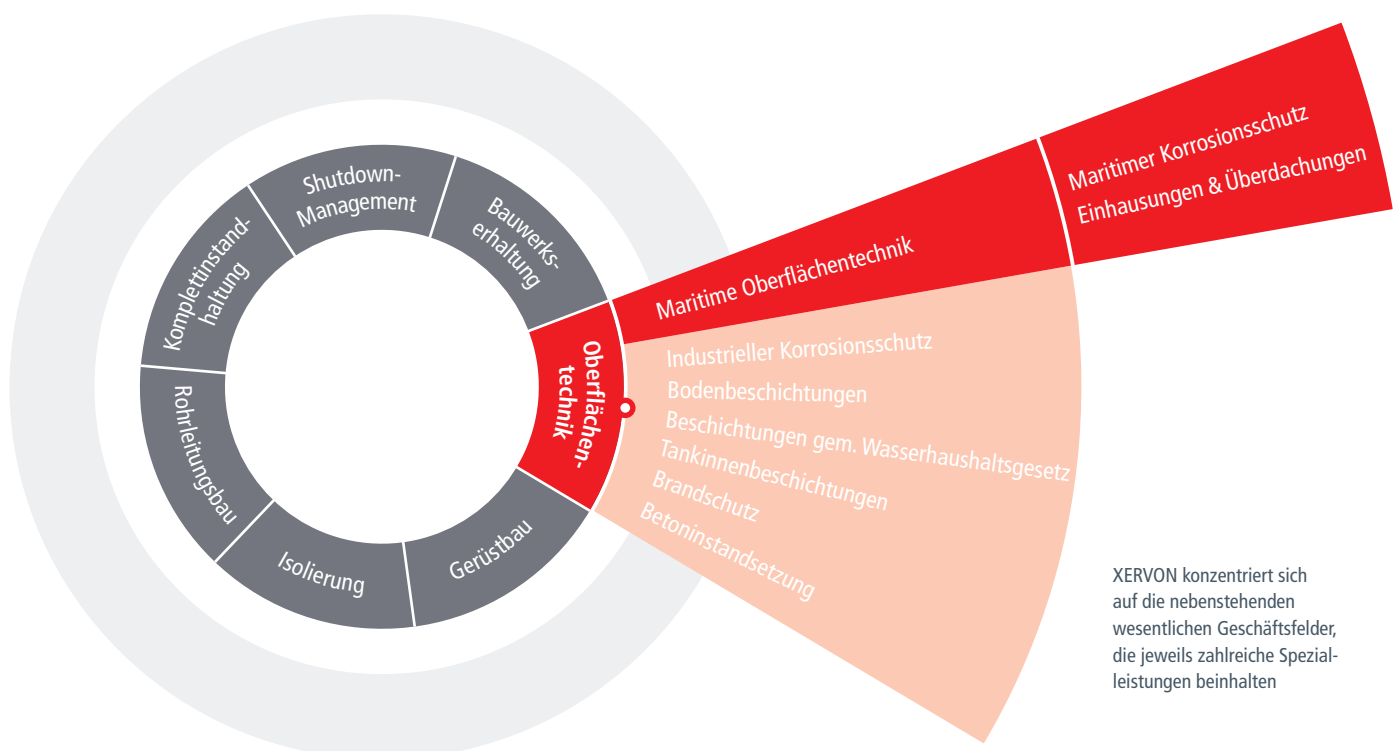 Shutdown-
Management
Bauwerks-
erhaltung
Komplettinstand-
haltung
Rohrleitungsbau
Isolierung
Gerüstbau
Oberflächen-
technik
Maritime Oberflächentechnik
Maritimer Korrosionsschutz
Einhausungen & Überdachungen
Industrieller Korrosionsschutz
Bodenbeschichtungen
Beschichtungen gem. Wasserhaushaltsgesetz
Tankinnenbeschichtungen
Brandschutz
Betoninstandsetzung
XERVON konzentriert sich
auf die nebenstehenden
wesentlichen Geschäftsfelder,
die jeweils zahlreiche Spezial-
leistungen beinhalten